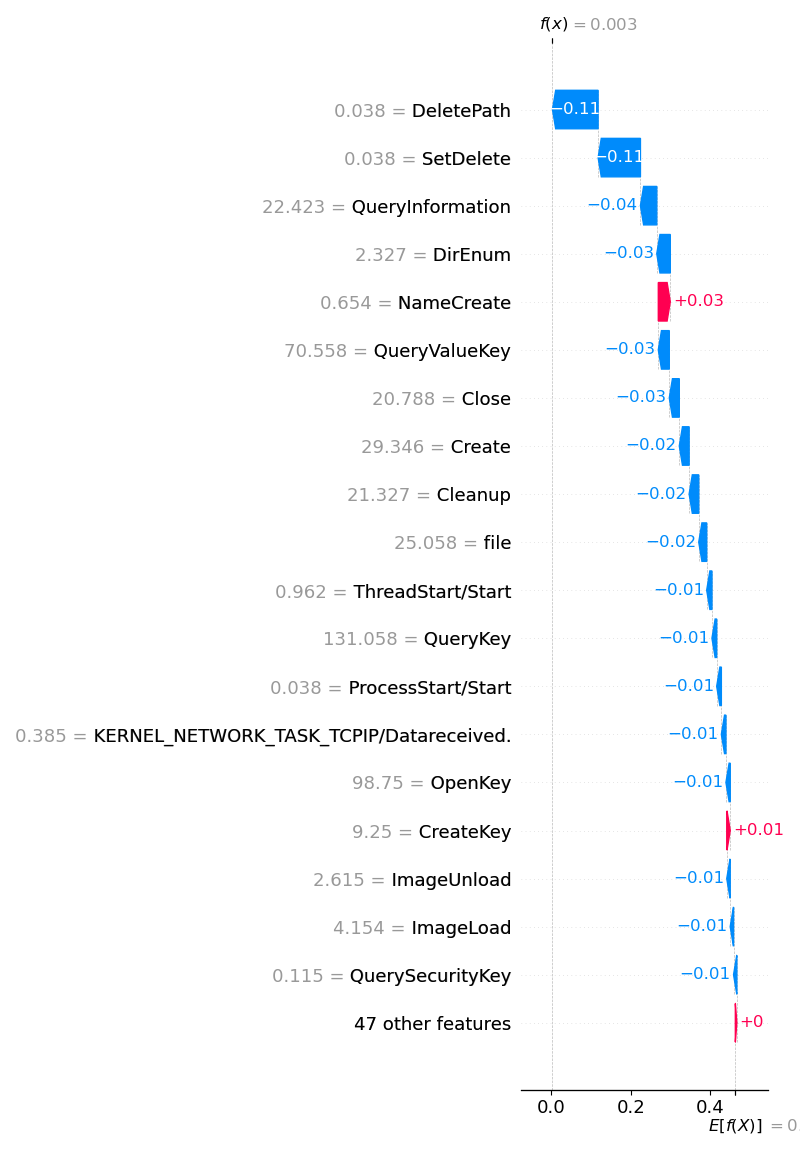 f(x) = 0.003
0.038 = DeletePath −0.11
0.038 = SetDelete −0.11
22.423 = QueryInformation −0.04
2.327 = DirEnum −0.03
0.654 = NameCreate +0.03
70.558 = QueryValueKey −0.03
20.788 = Close −0.03
29.346 = Create −0.02
21.327 = Cleanup −0.02
25.058 = file −0.02
0.962 = ThreadStart/Start −0.01
131.058 = QueryKey −0.01
0.038 = ProcessStart/Start −0.01
0.385 = KERNEL_NETWORK_TASK_TCPIP/Datareceived. −0.01
98.75 = OpenKey −0.01
9.25 = CreateKey +0.01
2.615 = ImageUnload −0.01
4.154 = ImageLoad −0.01
0.115 = QuerySecurityKey −0.01
47 other features +0
0.0 0.2 0.4
E[f(X)] = 0.